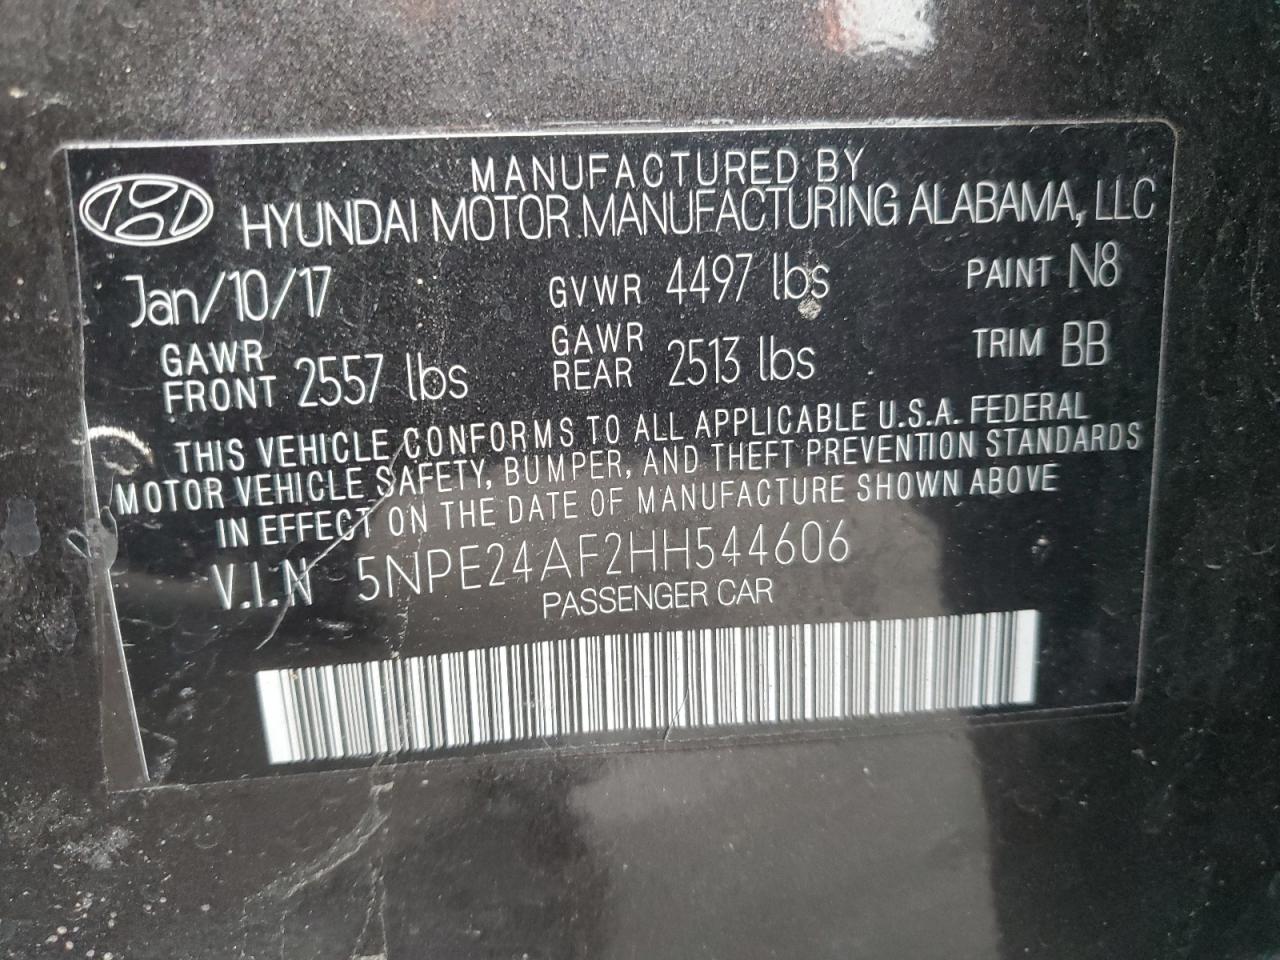 MANUFACTURED BY
HYUNDAI MOTOR MANUFACTURING ALABAMA, LLC
Jan/10/17 GVWR 4497 lbs PAINT N8
GAWR FRONT 2557 lbs GAWR REAR 2513 lbs TRIM BB
THIS VEHICLE CONFORMS TO ALL APPLICABLE U.S.A. FEDERAL
MOTOR VEHICLE SAFETY, BUMPER, AND THEFT PREVENTION STANDARDS
IN EFFECT ON THE DATE OF MANUFACTURE SHOWN ABOVE
V.I.N 5NPE24AF2HH544606
PASSENGER CAR